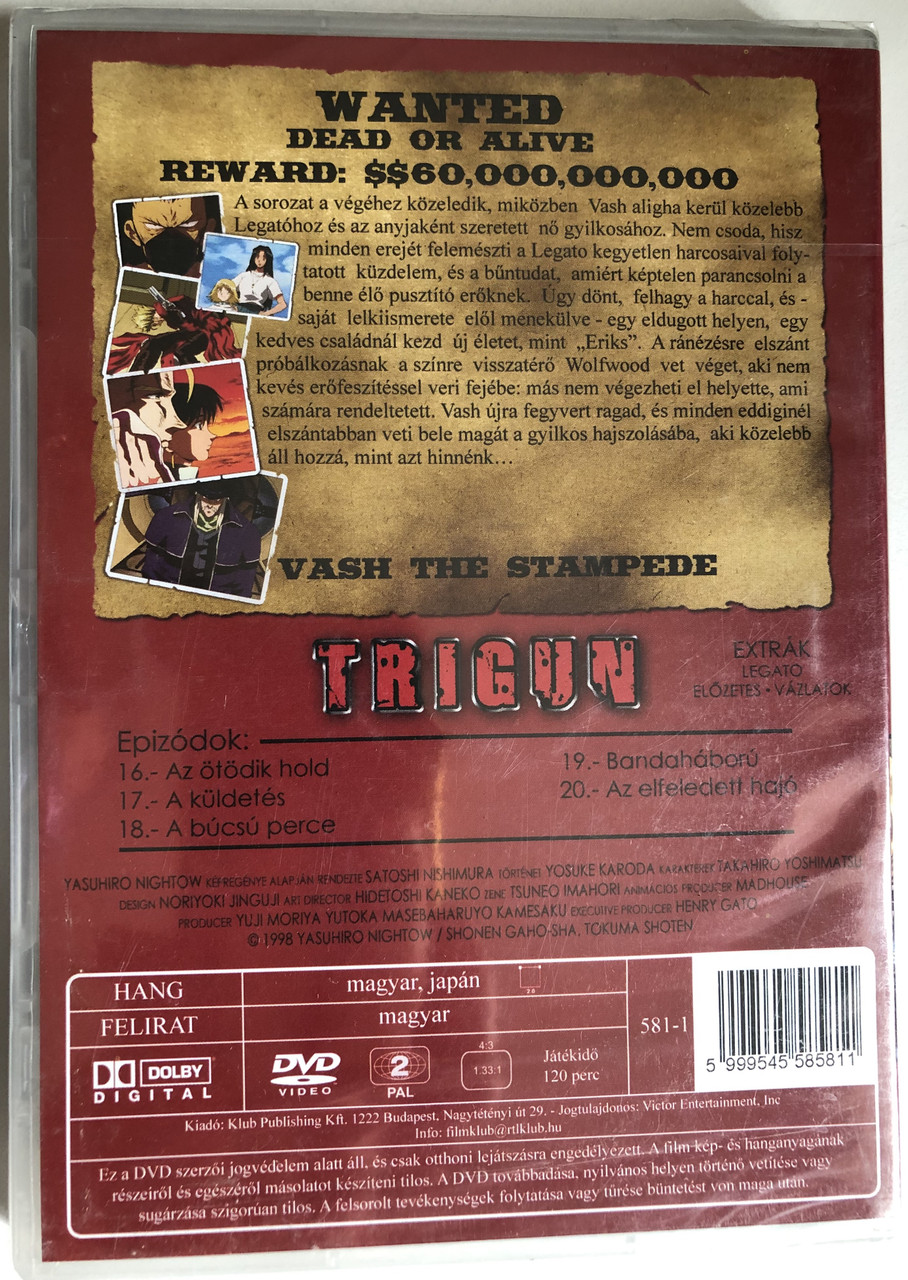 WANTED
DEAD OR ALIVE
REWARD: $$60,000,000,000
A sorozat a végéhez közeledik, miközben Vash aligha kerül közelebb
Legatóhoz és az anyjaként szeretett nő gyilkosához. Nem csoda, hisz
minden erejét felemészti a Legato kegyetlen harcosaival foly-
tatott küzdelem, és a bűntudat, amiért képtelen parancsolni a
benne élő pusztító erőknek. Úgy dönt, felhagy a harccal, és -
saját lelkiismerete elől menekülve - egy eldugott helyen, egy
kedves családnál kezd új életet, mint „Eriks”. A ránézésre elszánt
próbálkozásnak a színre visszatérő Wolfwood vet véget, aki nem
kevés erőfeszítéssel veri fejébe: más nem végezheti el helyette, ami
számára rendeltetett. Vash újra fegyvert ragad, és minden eddiginél
elszántabban veti bele magát a gyilkos hajszolásába, aki közelebb
áll hozzá, mint azt hinnénk…
VASH THE STAMPEDE
TRIGUN
EXTRÁK
LEGATO
ELŐZETES • VÁZLATOK
Epizódok:
16.- Az ötödik hold
17.- A küldetés
18.- A búcsú perce
19.- Bandaháború
20.- Az elfeledett hajó
YASUHIRO NIGHTOW KÉPREGÉNYE ALAPJÁN RENDEZTE SATOSHI NISHIMURA TÖRTÉNET YOSUKE KARODA KARAKTEREK TAKAHIRO YOSHIMATSU
DESIGN NORIYOKI JINGUJI ART DIRECTOR HIDETOSHI KANEKO ZENE TSUNEO IMAHORI ANIMÁCIÓS PRODUCER MADHOUSE
PRODUCER YUJI MORIYA YUTOKA MASEBAHARUYO KAMESAKU EXECUTIVE PRODUCER HENRY GATO
© 1998 YASUHIRO NIGHTOW / SHONEN GAHO-SHA, TOKUMA SHOTEN
HANG
magyar, japán
2.0
FELIRAT
magyar
581-1
5 999545 585811
DOLBY
DIGITAL
DVD
VIDEO
2
PAL
4:3
1.33:1
Játékidő
120 perc
Kiadó: Klub Publishing Kft. 1222 Budapest, Nagytétényi út 29. - Jogtulajdonos: Victor Entertainment, Inc
Info: filmklub@rtlklub.hu
Ez a DVD szerzői jogvédelem alatt áll, és csak otthoni lejátszásra engedélyezett. A film kép- és hanganyagának
részeiről és egészéről másolatot készíteni tilos. A DVD továbbadása, nyilvános helyen történő vetítése vagy
sugárzása szigorúan tilos. A felsorolt tevékenységek folytatása vagy tűrése büntetést von maga után.